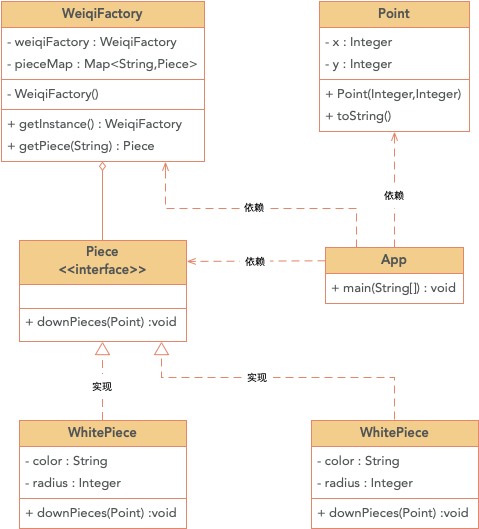 WeiqiFactory
- weiqiFactory : WeiqiFactory
- pieceMap : Map<String,Piece>
- WeiqiFactory()
+ getInstance() : WeiqiFactory
+ getPiece(String) : Piece
Point
- x : Integer
- y : Integer
+ Point(Integer,Integer)
+ toString()
依赖
依赖
Piece
<<interface>>
+ downPieces(Point) :void
依赖
App
+ main(String[]) : void
实现
实现
WhitePiece
- color : String
- radius : Integer
+ downPieces(Point) :void
WhitePiece
- color : String
- radius : Integer
+ downPieces(Point) :void